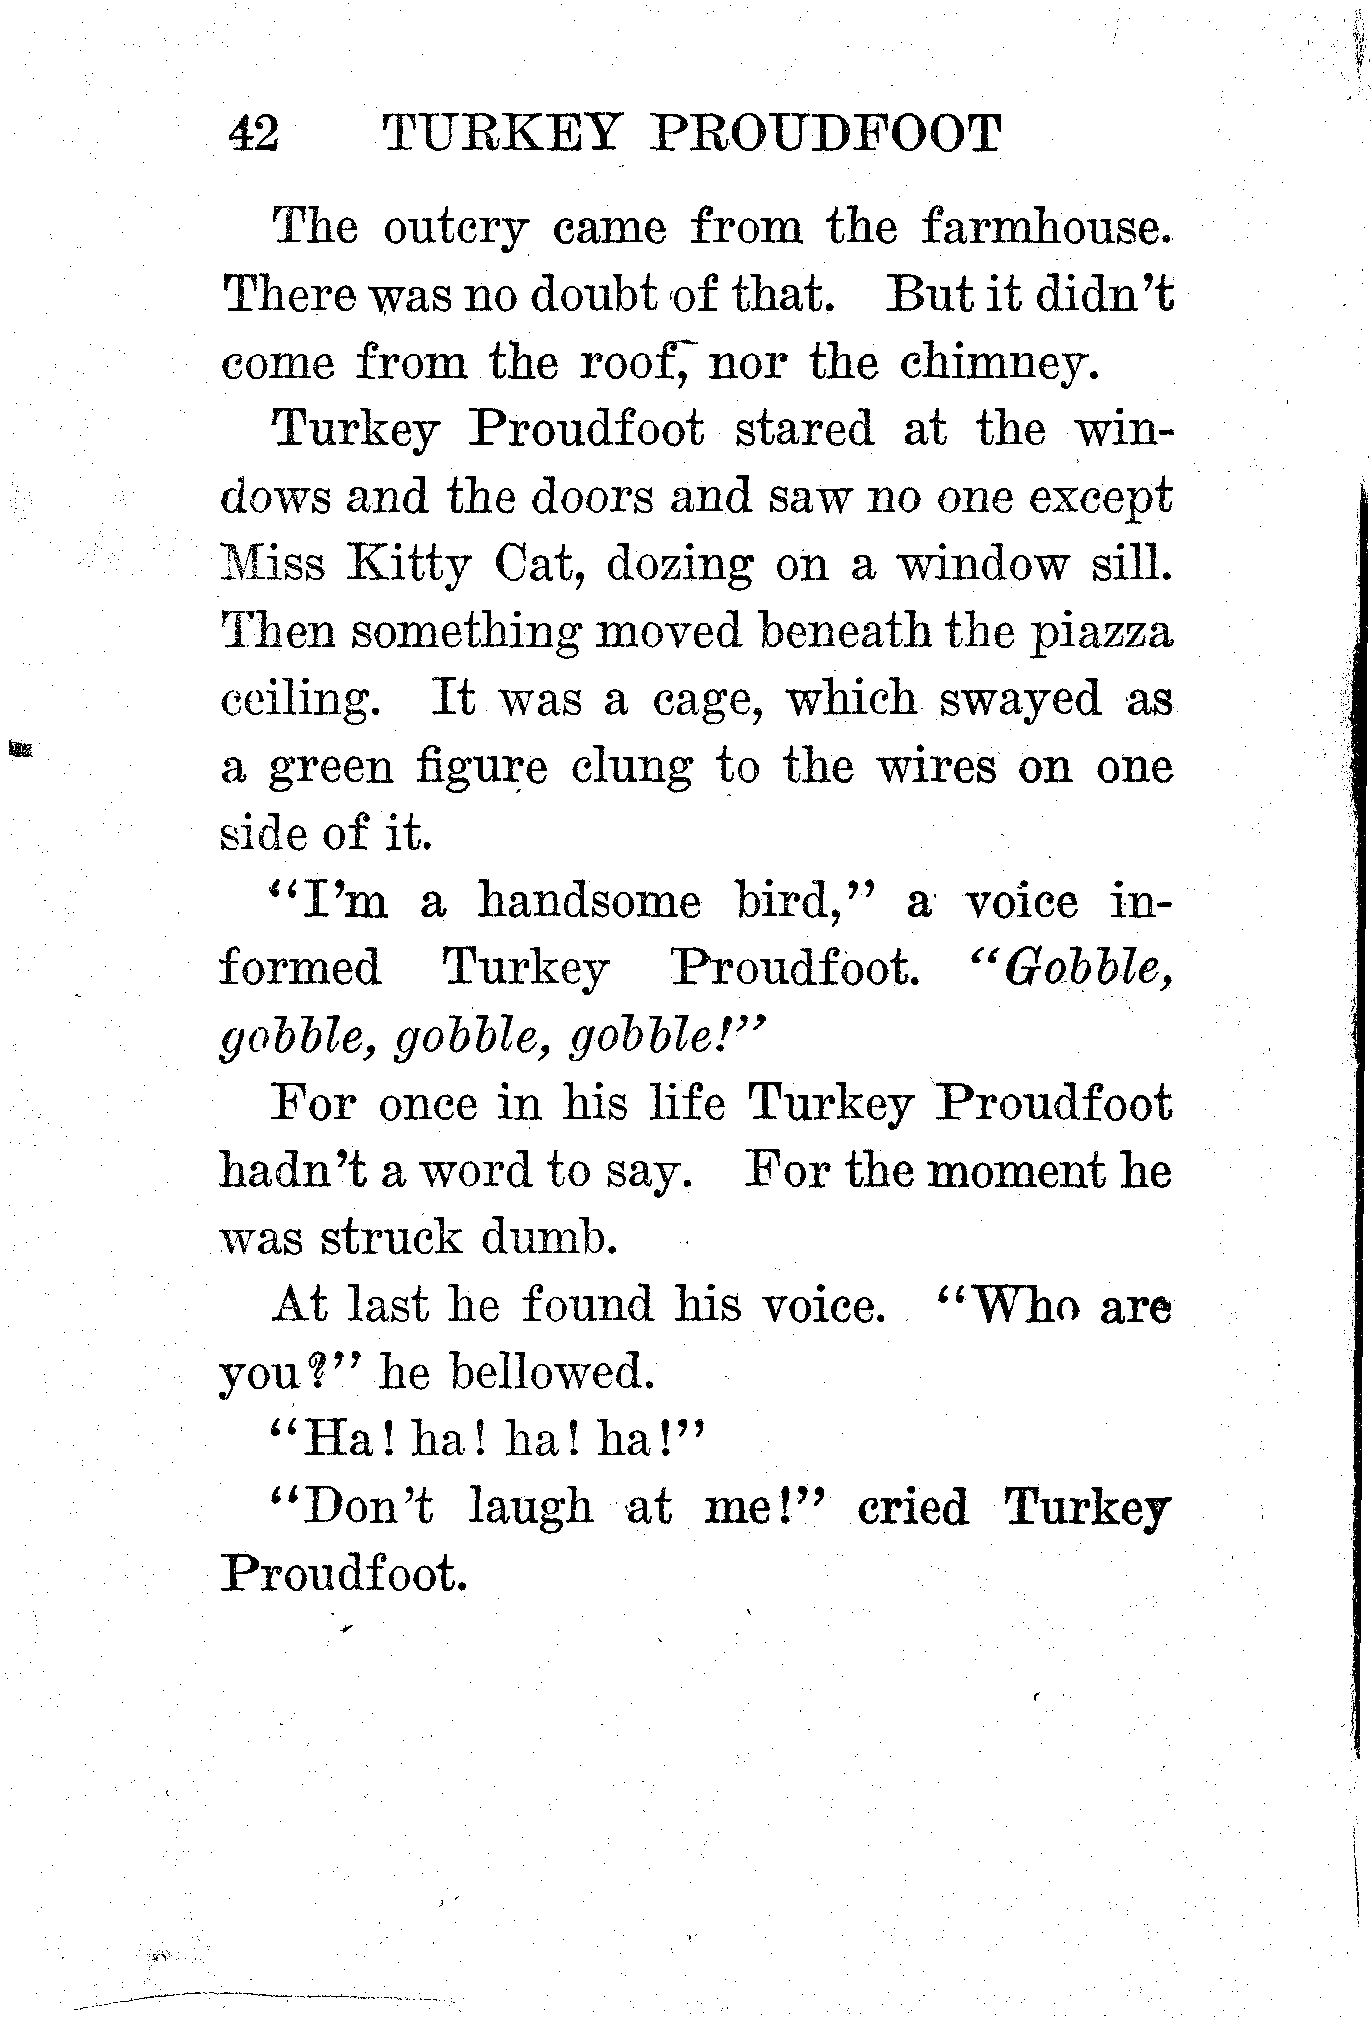 42 TURKEY PROUDFOOT
The outcry came from the farmhouse.
There was no doubt of that. But it didn't
come from the roof, nor the chimney.
Turkey Proudfoot stared at the win-
dows and the doors and saw no one except
Miss Kitty Cat, dozing on a window sill.
Then something moved beneath the piazza
ceiling. It was a cage, which swayed as
a green figure clung to the wires on one
side of it.
"I'm a handsome bird," a voice in-
formed Turkey Proudfoot. "Gobble,
gobble, gobble, gobble!"
For once in his life Turkey Proudfoot
hadn't a word to say. For the moment he
was struck dumb.
At last he found his voice. "Who are
you?" he bellowed.
"Ha! ha! ha! ha!"
"Don't laugh at me!" cried Turkey
Proudfoot.